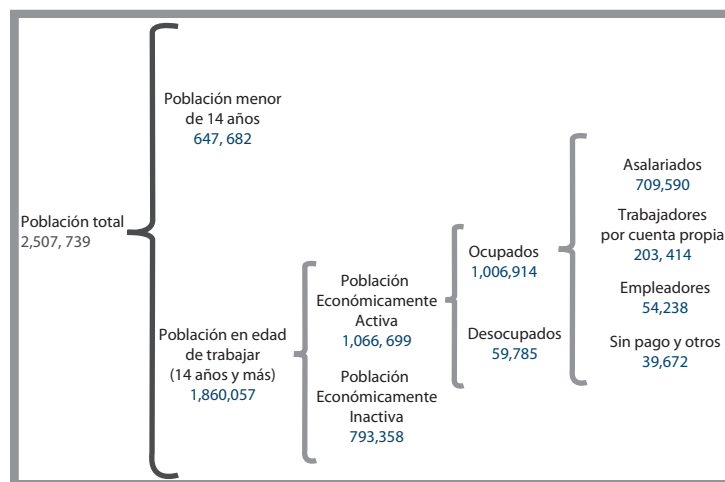 Población total
2,507, 739
Población menor
de 14 años
647, 682
Población en edad
de trabajar
(14 años y más)
1,860,057
Población
Económicamente
Activa
1,066, 699
Población
Económicamente
Inactiva
793,358
Ocupados
1,006,914
Desocupados
59,785
Asalariados
709,590
Trabajadores
por cuenta propia
203, 414
Empleadores
54,238
Sin pago y otros
39,672